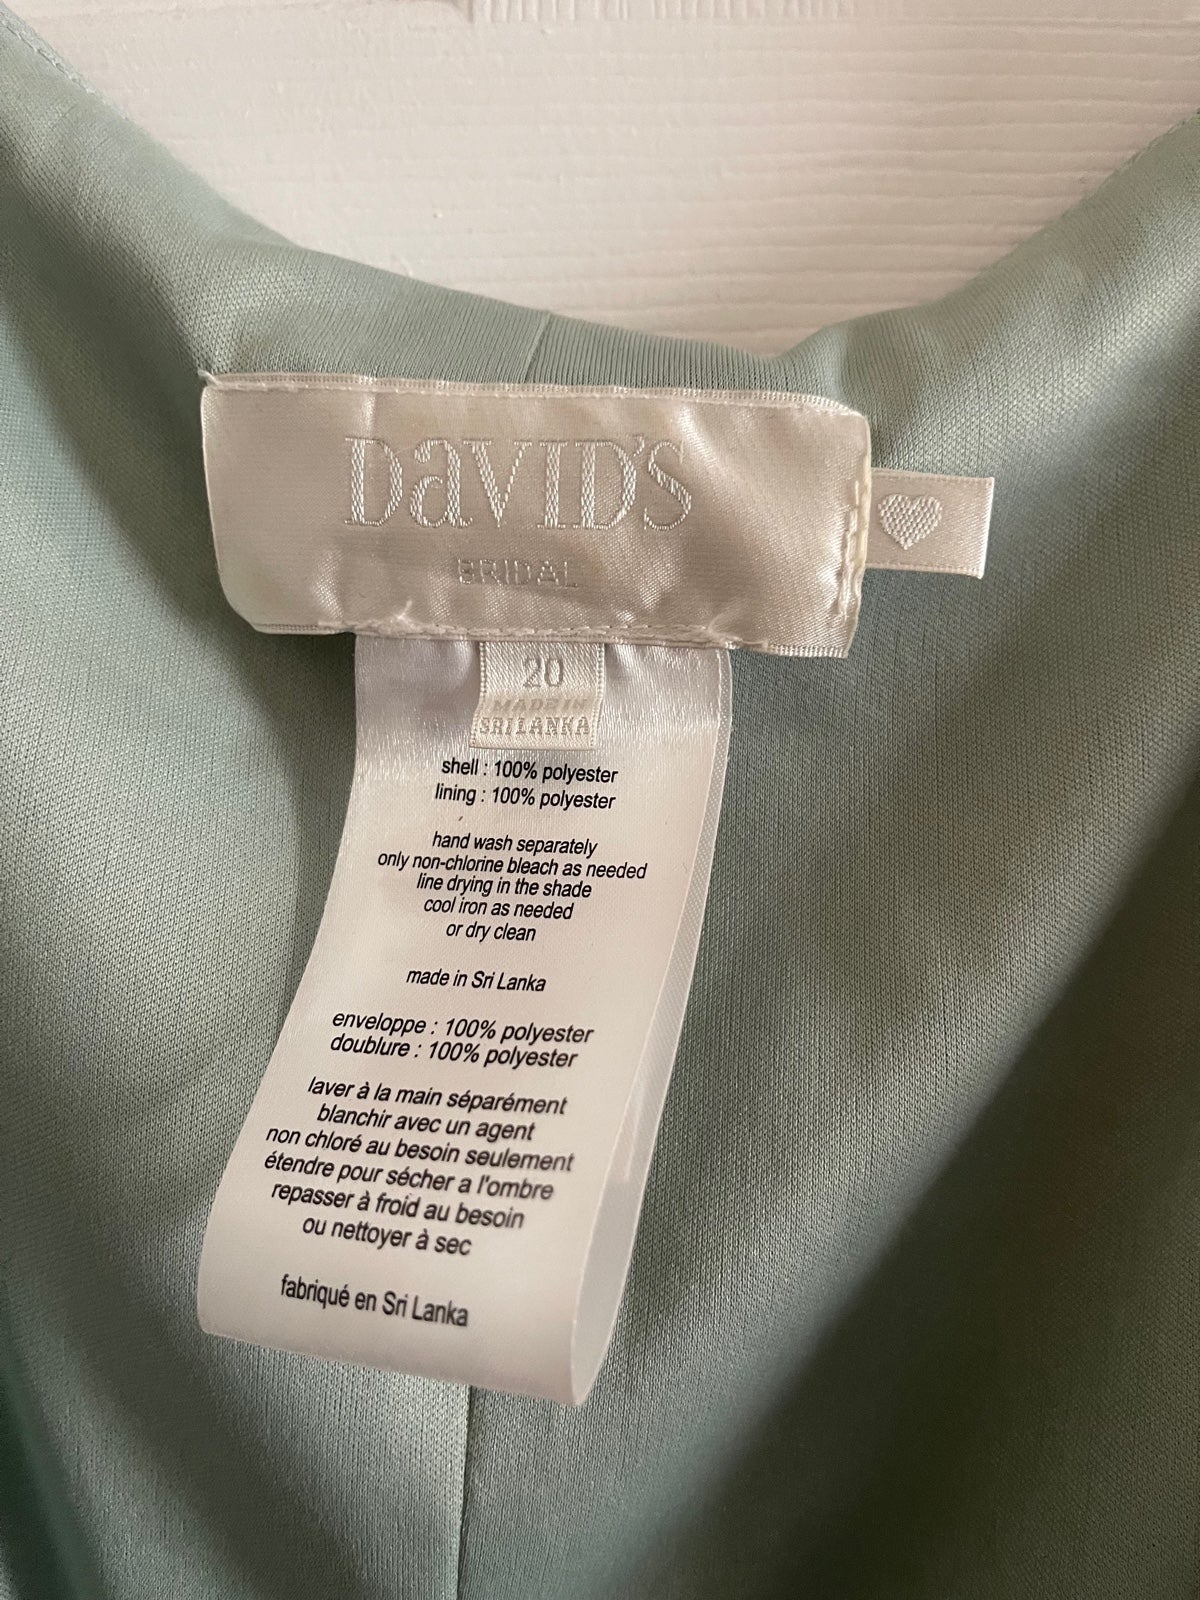 DaVID'S
BRIDAL
20
MADE IN
SRI LANKA
shell : 100% polyester
lining : 100% polyester
hand wash separately
only non-chlorine bleach as needed
line drying in the shade
cool iron as needed
or dry clean
made in Sri Lanka
enveloppe : 100% polyester
doublure : 100% polyester
laver à la main séparément
blanchir avec un agent
non chloré au besoin seulement
étendre pour sécher a l'ombre
repasser à froid au besoin
ou nettoyer à sec
fabriqué en Sri Lanka